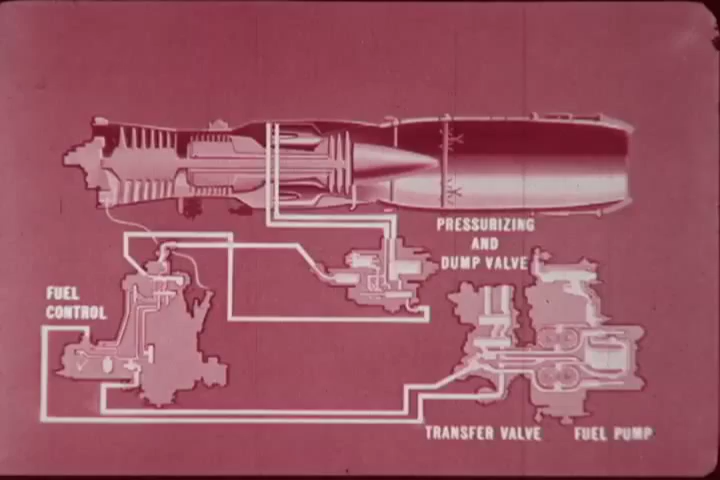 PRESSURIZING
AND
DUMP VALVE
FUEL
CONTROL
TRANSFER VALVE
FUEL PUMP